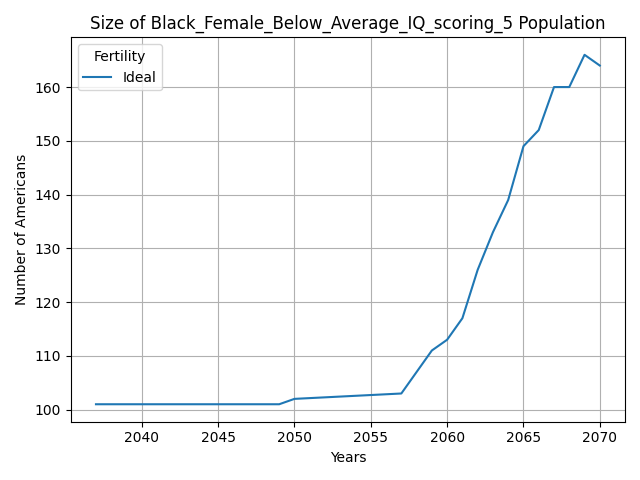 Size of Black_Female_Below_Average_IQ_scoring_5 Population
Fertility
Ideal
Number of Americans
160
150
140
130
120
110
100
2040 2045 2050 2055 2060 2065 2070
Years